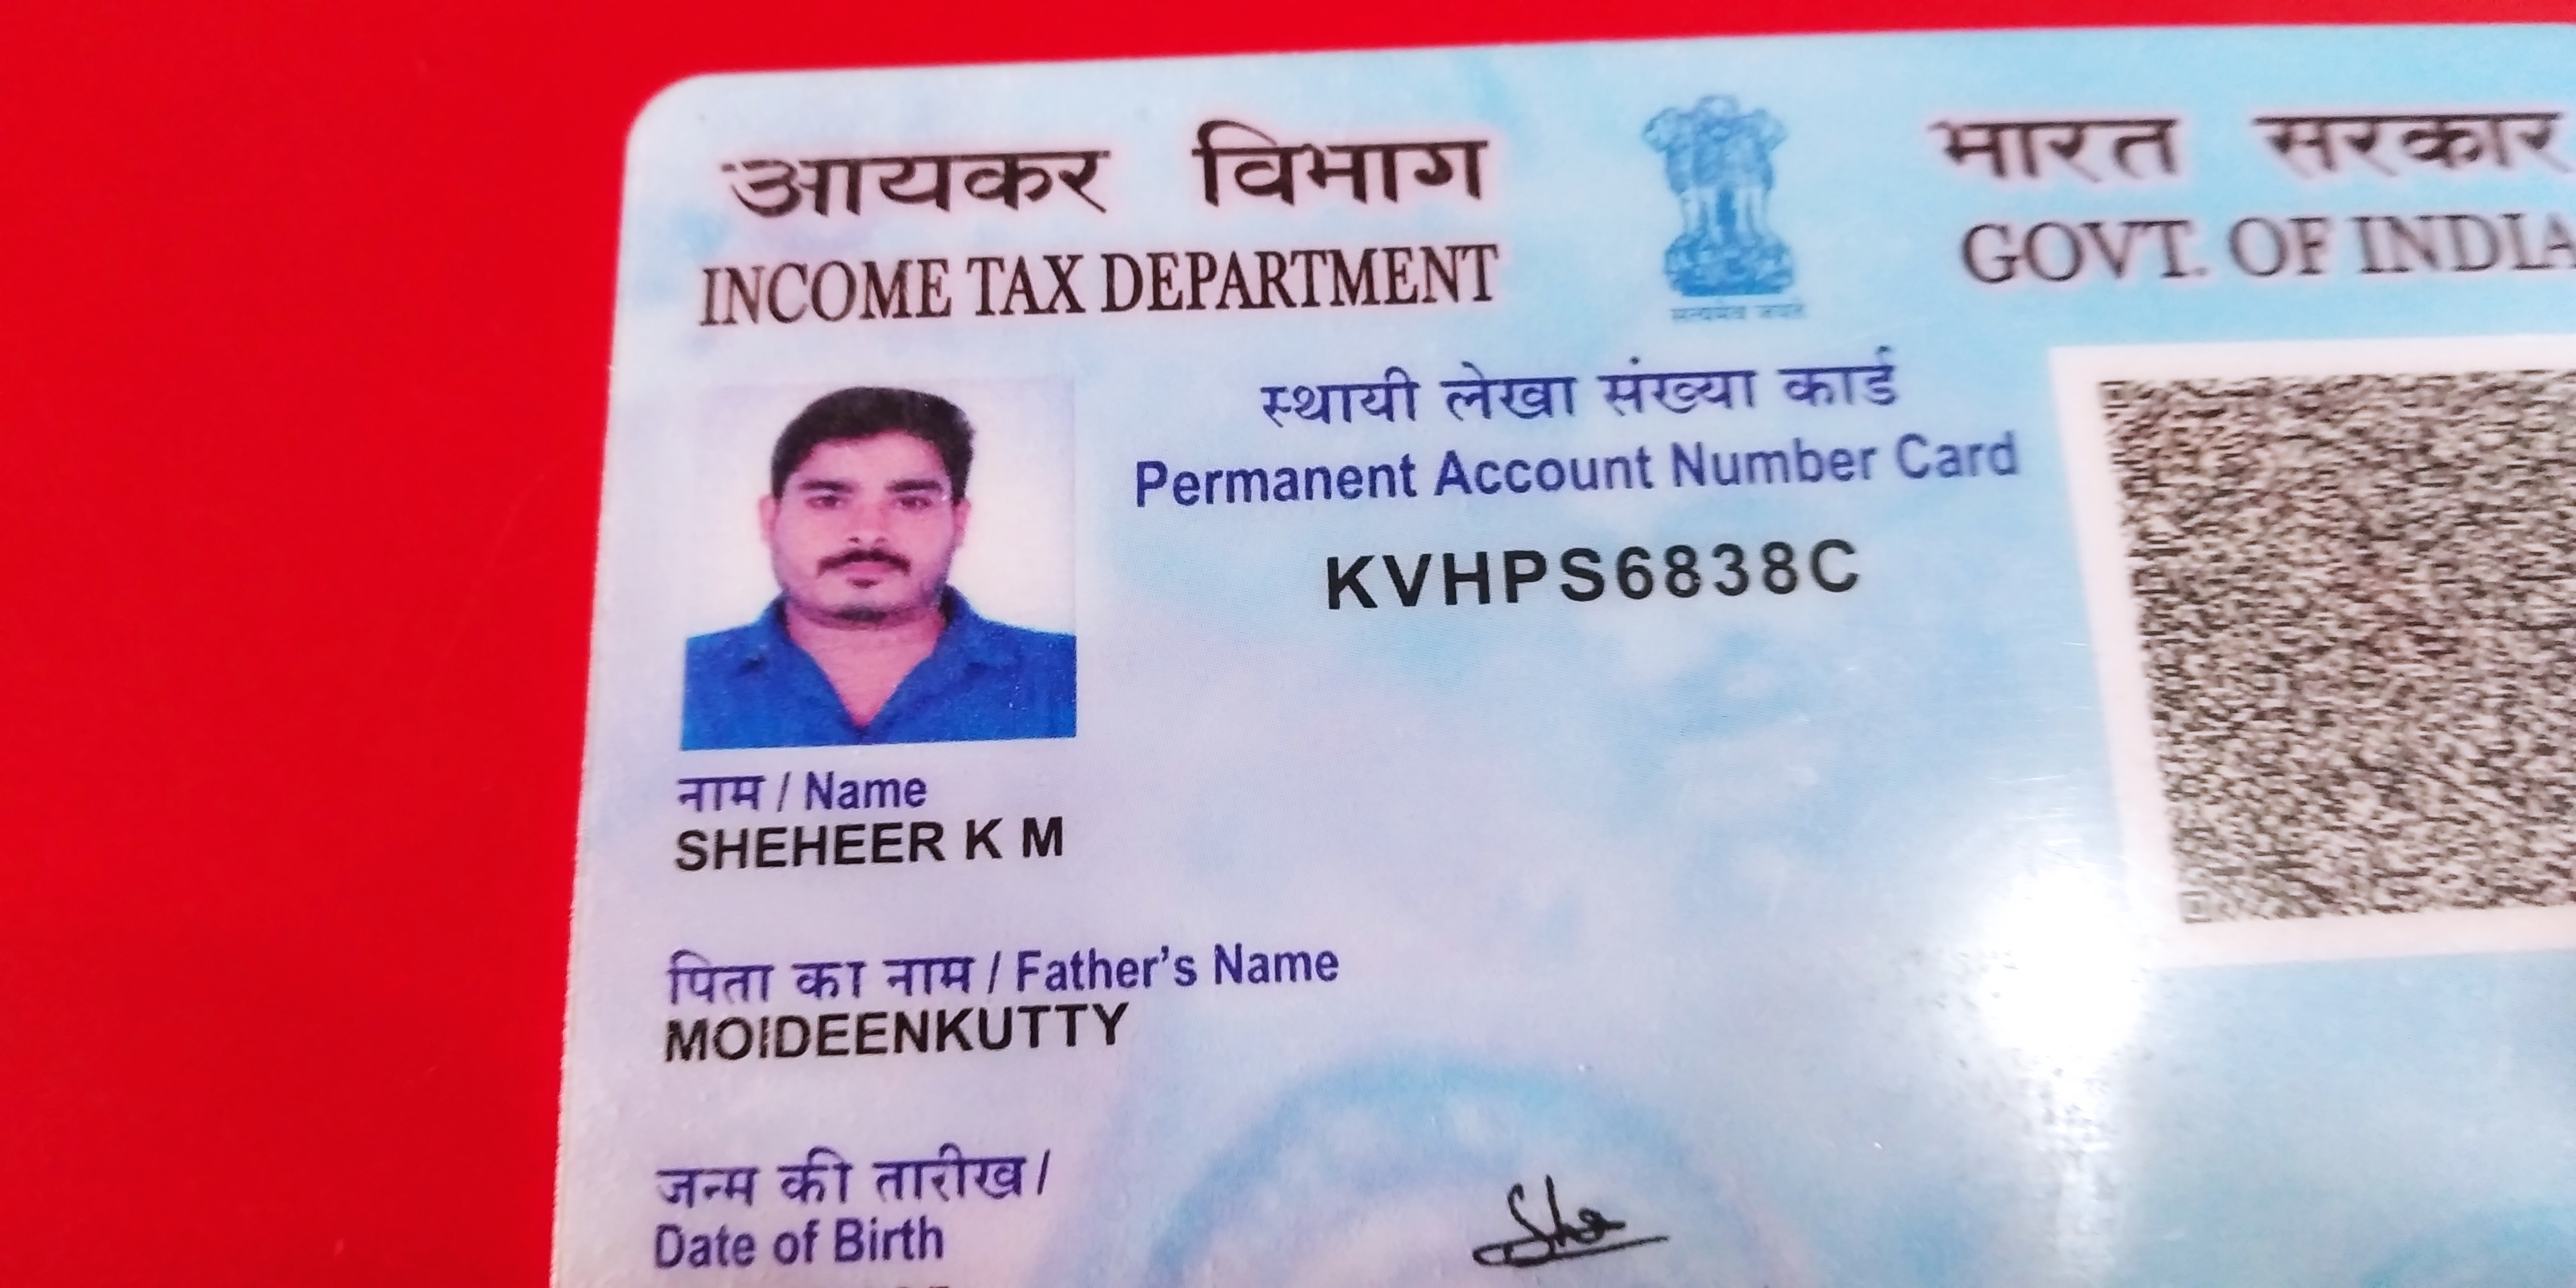 आयकर विभाग
INCOME TAX DEPARTMENT
भारत सरकार
GOVT. OF INDIA
सत्यमेव जयते
स्थायी लेखा संख्या कार्ड
Permanent Account Number Card
KVHPS6838C
नाम / Name
SHEHEER K M
पिता का नाम / Father's Name
MOIDEENKUTTY
जन्म की तारीख /
Date of Birth